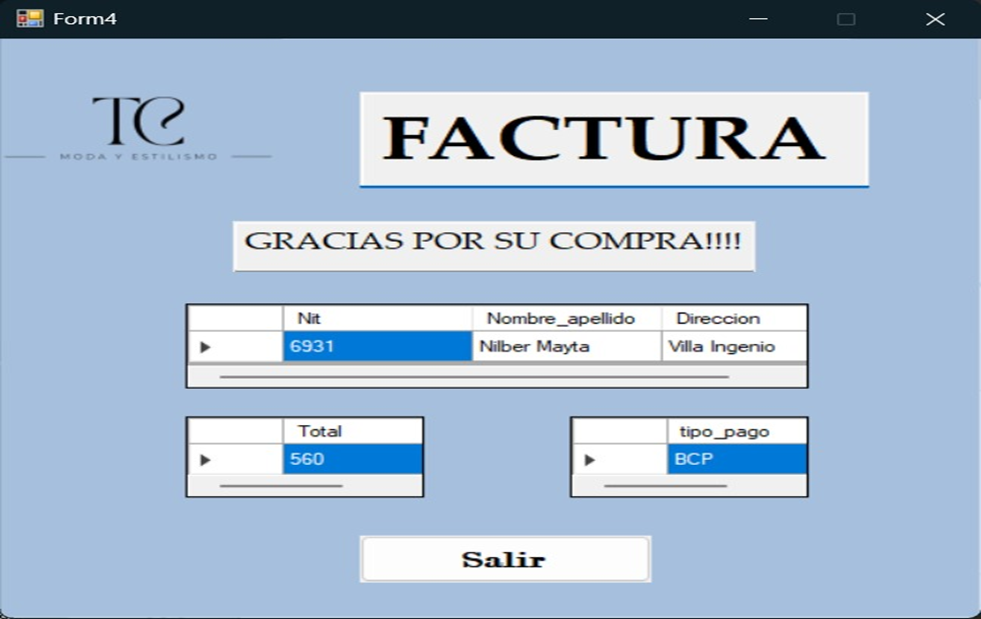 Form4
TC
MODA Y ESTILISMO
FACTURA
GRACIAS POR SU COMPRA!!!!
Nit Nombre_apellido Direccion
6931 Nilber Mayta Villa Ingenio
Total
560
tipo_pago
BCP
Salir